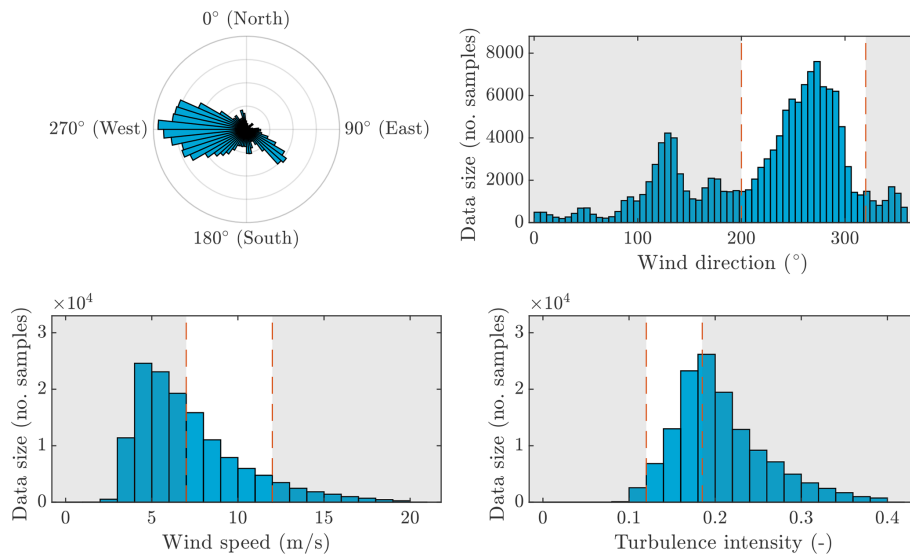 0° (North)
270° (West)
90° (East)
180° (South)
Data size (no. samples)
8000
6000
4000
2000
0
0
100
200
300
Wind direction (°)
×10⁴
Data size (no. samples)
3
2
1
0
0
5
10
15
20
Wind speed (m/s)
×10⁴
Data size (no. samples)
3
2
1
0
0
0.1
0.2
0.3
0.4
Turbulence intensity (-)